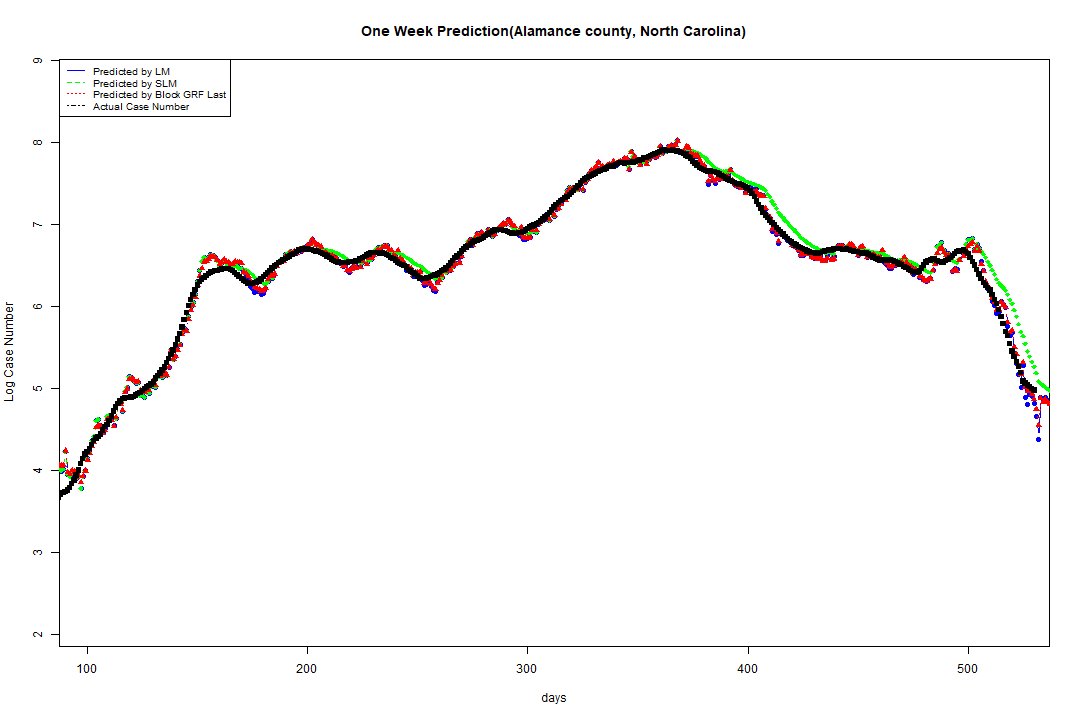 One Week Prediction(Alamance county, North Carolina)
Predicted by LM
Predicted by SLM
Predicted by Block GRF Last
Actual Case Number
9
8
7
6
5
4
3
2
Log Case Number
100 200 300 400 500
days